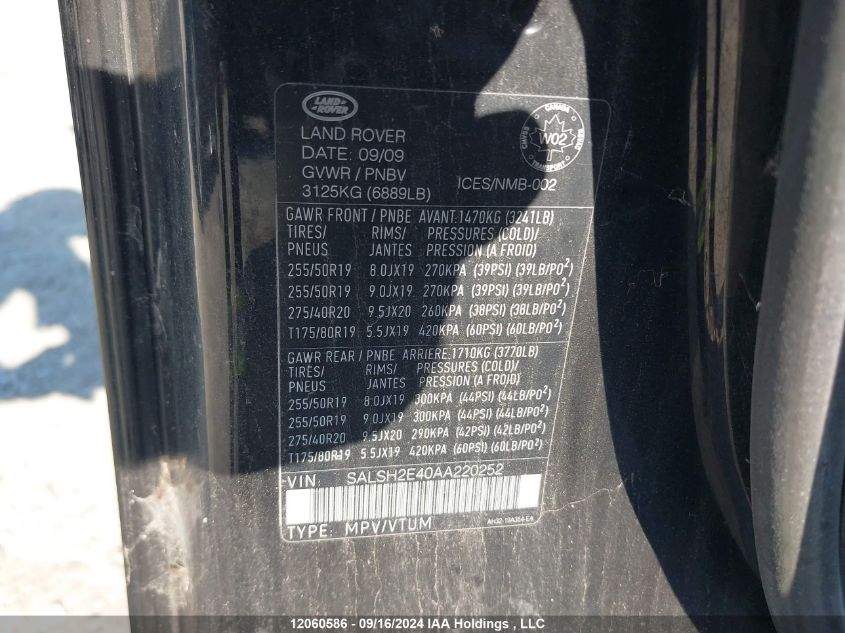 LAND
ROVER
LAND ROVER
DATE: 09/09
GVWR / PNBV
3125KG (6889LB)
CANADA
W02
TRANSPORT
ICES/NMB-002
GAWR FRONT / PNBE AVANT.1470KG (3241LB)
TIRES/ RIMS/ PRESSURES (COLD)/
PNEUS JANTES PRESSION (A FROID)
255/50R19 8.0JX19 270KPA (39PSI) (39LB/PO²)
255/50R19 9.0JX19 270KPA (39PSI) (39LB/PO²)
275/40R20 9.5JX20 260KPA (38PSI) (38LB/PO²)
T175/80R19 5.5JX19 420KPA (60PSI) (60LB/PO²)
GAWR REAR / PNBE ARRIERE.1710KG (3770LB)
TIRES/ RIMS/ PRESSURES (COLD)/
PNEUS JANTES PRESSION (A FROID)
255/50R19 8.0JX19 300KPA (44PSI) (44LB/PO²)
255/50R19 9.0JX19 300KPA (44PSI) (44LB/PO²)
275/40R20 9.5JX20 290KPA (42PSI) (42LB/PO²)
T175/80R19 5.5JX19 420KPA (60PSI) (60LB/PO²)
VIN: SALSH2E40AA220252
TYPE: MPV/VTUM
12060586 - 09/16/2024 IAA Holdings, LLC